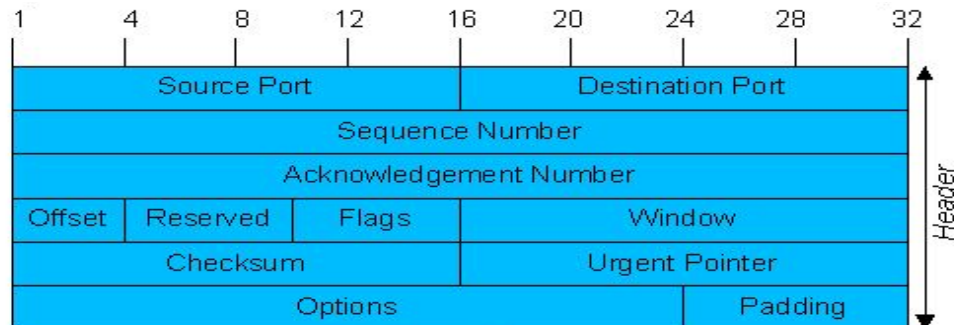 1 4 8 12 16 20 24 28 32
Source Port Destination Port
Sequence Number
Acknowledgement Number
Offset Reserved Flags Window
Checksum Urgent Pointer
Options Padding
Header